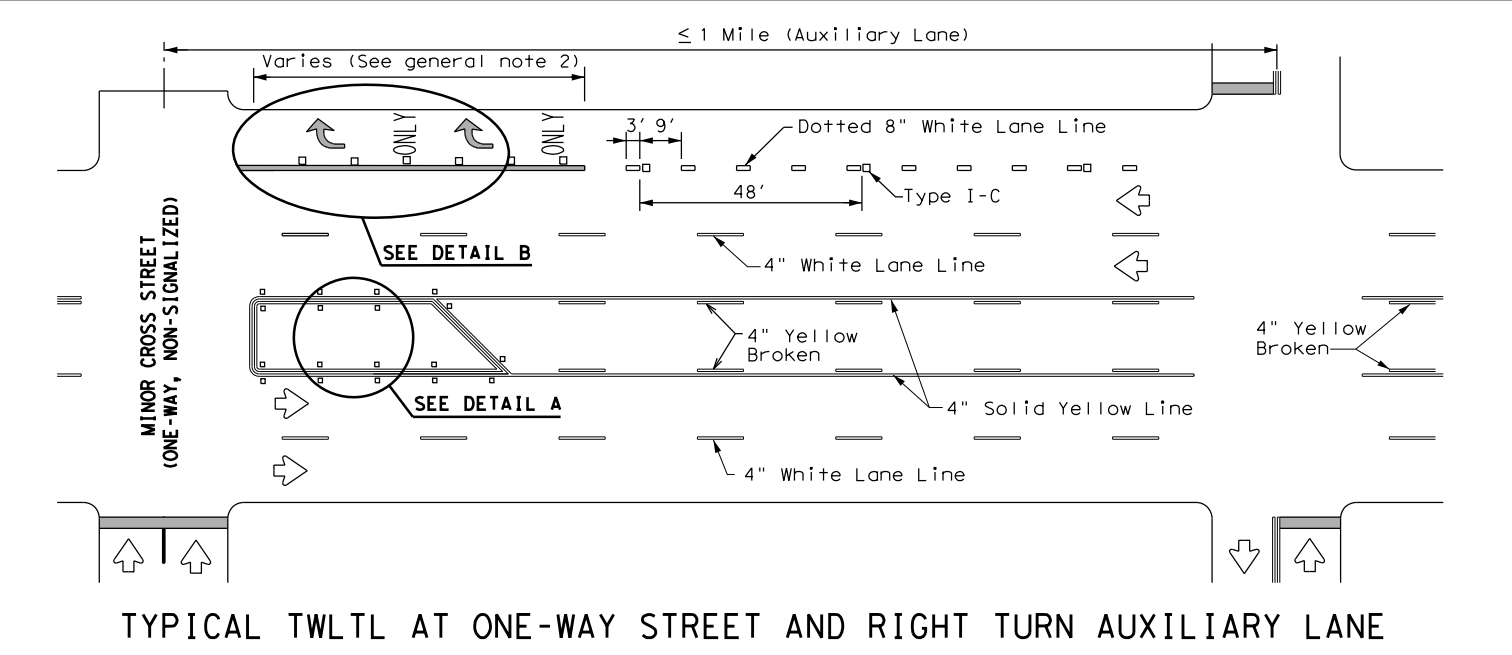 ≤ 1 Mile (Auxiliary Lane)
Varies (See general note 2)
ONLY
ONLY
3' 9'
Dotted 8" White Lane Line
48'
Type I-C
SEE DETAIL B
4" White Lane Line
MINOR CROSS STREET
(ONE-WAY, NON-SIGNALIZED)
4" Yellow
Broken
4" Yellow
Broken
SEE DETAIL A
4" Solid Yellow Line
4" White Lane Line
TYPICAL TWLTL AT ONE-WAY STREET AND RIGHT TURN AUXILIARY LANE